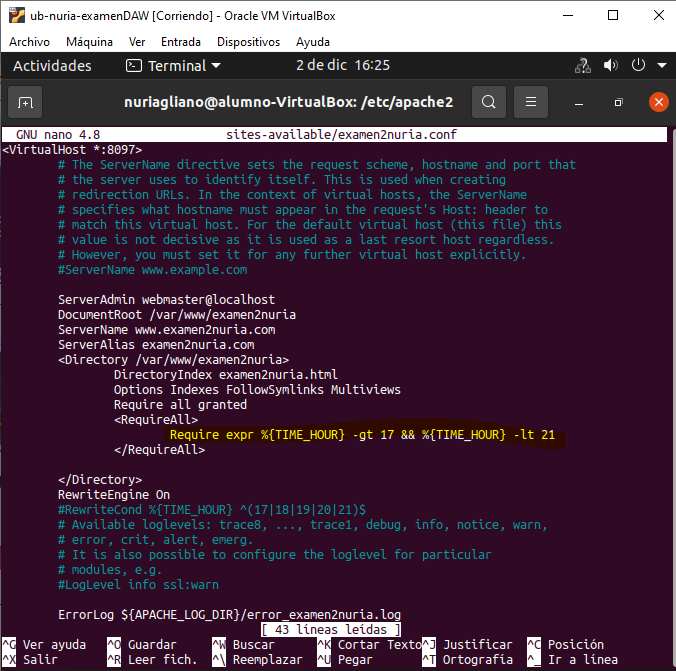 ub-nuria-examenDAW [Corriendo] - Oracle VM VirtualBox
Archivo Máquina Ver Entrada Dispositivos Ayuda
Actividades Terminal 2 de dic 16:25
nuriagliano@alumno-VirtualBox: /etc/apache2
GNU nano 4.8 sites-available/examen2nuria.conf
<VirtualHost *:8097>
# The ServerName directive sets the request scheme, hostname and port that
# the server uses to identify itself. This is used when creating
# redirection URLs. In the context of virtual hosts, the ServerName
# specifies what hostname must appear in the request's Host: header to
# match this virtual host. For the default virtual host (this file) this
# value is not decisive as it is used as a last resort host regardless.
# However, you must set it for any further virtual host explicitly.
#ServerName www.example.com
ServerAdmin webmaster@localhost
DocumentRoot /var/www/examen2nuria
ServerName www.examen2nuria.com
ServerAlias examen2nuria.com
<Directory /var/www/examen2nuria>
DirectoryIndex examen2nuria.html
Options Indexes FollowSymlinks Multiviews
Require all granted
<RequireAll>
Require expr %{TIME_HOUR} -gt 17 && %{TIME_HOUR} -lt 21
</RequireAll>
</Directory>
RewriteEngine On
#RewriteCond %{TIME_HOUR} ^(17|18|19|20|21)$
# Available loglevels: trace8, ..., trace1, debug, info, notice, warn,
# error, crit, alert, emerg.
# It is also possible to configure the loglevel for particular
# modules, e.g.
#LogLevel info ssl:warn
ErrorLog ${APACHE_LOG_DIR}/error_examen2nuria.log
[ 43 líneas leídas ]
^G Ver ayuda ^O Guardar ^W Buscar ^K Cortar Texto ^J Justificar ^C Posición
^X Salir ^R Leer fich. ^\ Reemplazar ^U Pegar ^T Ortografía ^_ Ir a línea